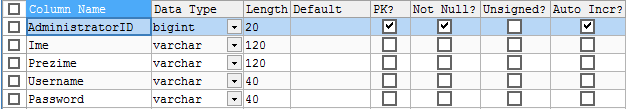 Column Name Data Type Length Default PK? Not Null? Unsigned? Auto Incr?
AdministratorID bigint 20
Ime varchar 120
Prezime varchar 120
Username varchar 40
Password varchar 40